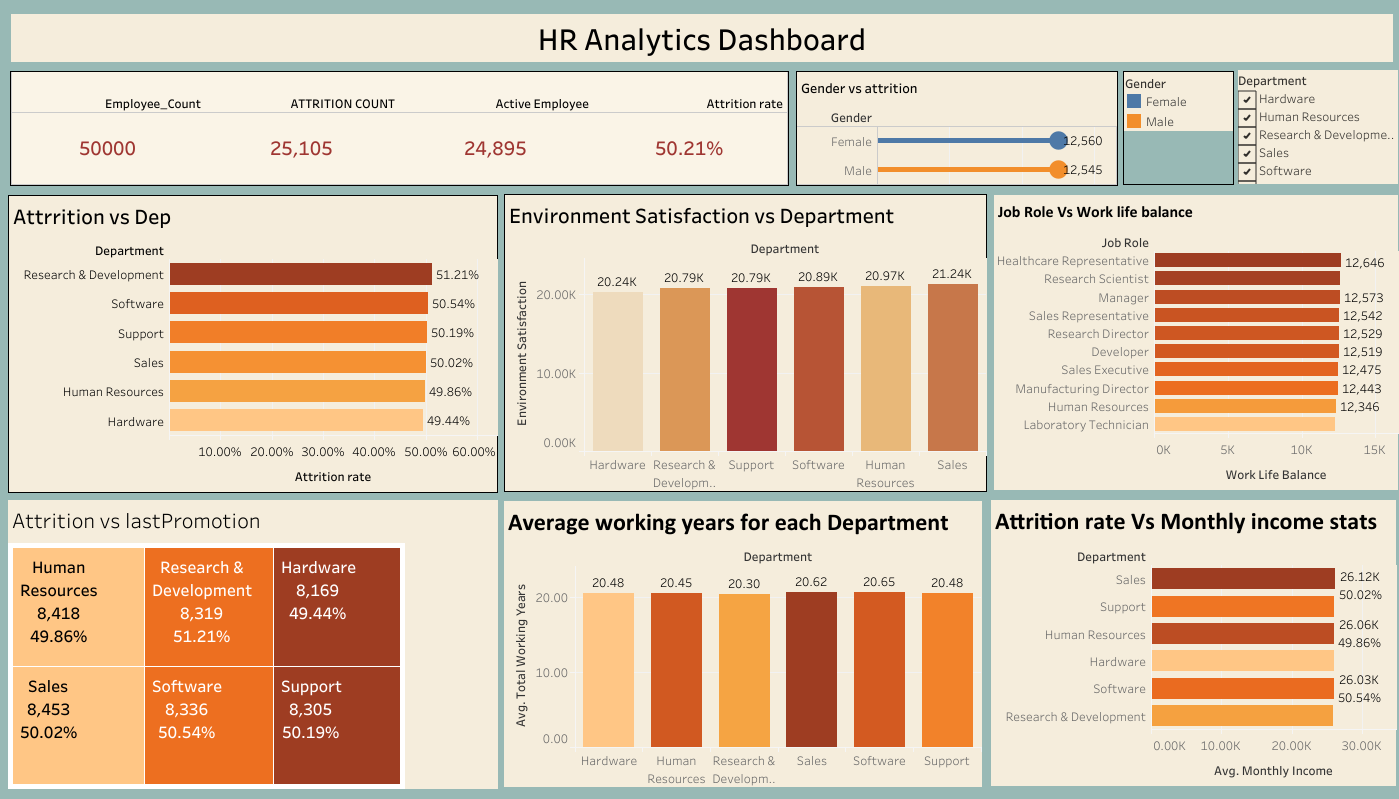 HR Analytics Dashboard
Employee_Count ATTRITION COUNT Active Employee Attrition rate
50000 25,105 24,895 50.21%
Gender vs attrition
Gender
Female 12,560
Male 12,545
Gender
Female
Male
Department
Hardware
Human Resources
Research & Developme..
Sales
Software
Attrrition vs Dep
Department
Research & Development 51.21%
Software 50.54%
Support 50.19%
Sales 50.02%
Human Resources 49.86%
Hardware 49.44%
10.00% 20.00% 30.00% 40.00% 50.00% 60.00%
Attrition rate
Environment Satisfaction vs Department
Department
Environment Satisfaction
20.00K
10.00K
0.00K
20.24K 20.79K 20.79K 20.89K 20.97K 21.24K
Hardware Research & Support Software Human Sales
Developm.. Resources
Job Role Vs Work life balance
Job Role
Healthcare Representative 12,646
Research Scientist
Manager 12,573
Sales Representative 12,542
Research Director 12,529
Developer 12,519
Sales Executive 12,475
Manufacturing Director 12,443
Human Resources 12,346
Laboratory Technician
0K 5K 10K 15K
Work Life Balance
Attrition vs lastPromotion
Human
Resources
8,418
49.86%
Research &
Development
8,319
51.21%
Hardware
8,169
49.44%
Sales
8,453
50.02%
Software
8,336
50.54%
Support
8,305
50.19%
Average working years for each Department
Department
Avg. Total Working Years
20.00
10.00
0.00
20.48 20.45 20.30 20.62 20.65 20.48
Hardware Human Research & Sales Software Support
Resources Developm..
Attrition rate Vs Monthly income stats
Department
Sales 26.12K
50.02%
Support
Human Resources 26.06K
49.86%
Hardware
Software 26.03K
50.54%
Research & Development
0.00K 10.00K 20.00K 30.00K
Avg. Monthly Income